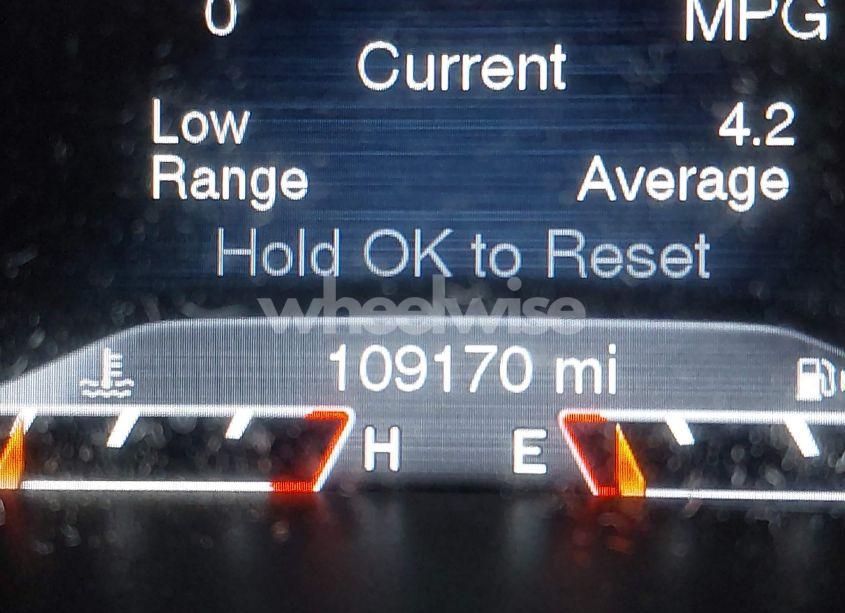 0 MPG
Current
Low 4.2
Range Average
Hold OK to Reset
wheelwise
109170 mi
H E